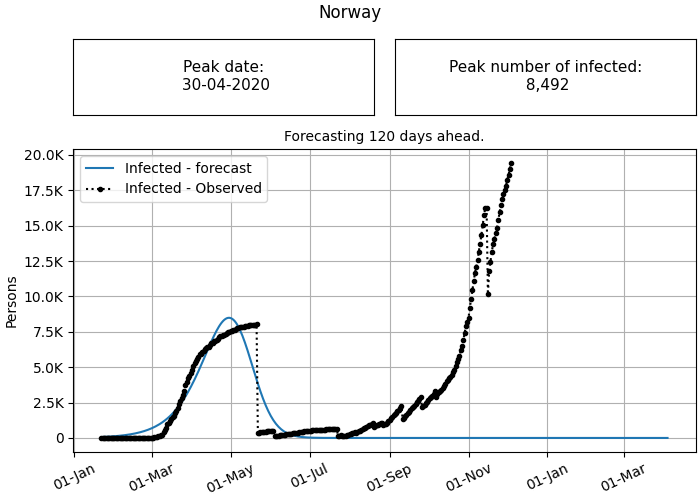 Norway
Peak date:
30-04-2020
Peak number of infected:
8,492
Forecasting 120 days ahead.
Infected - forecast
Infected - Observed
Persons
20.0K
17.5K
15.0K
12.5K
10.0K
7.5K
5.0K
2.5K
0
01-Jan
01-Mar
01-May
01-Jul
01-Sep
01-Nov
01-Jan
01-Mar